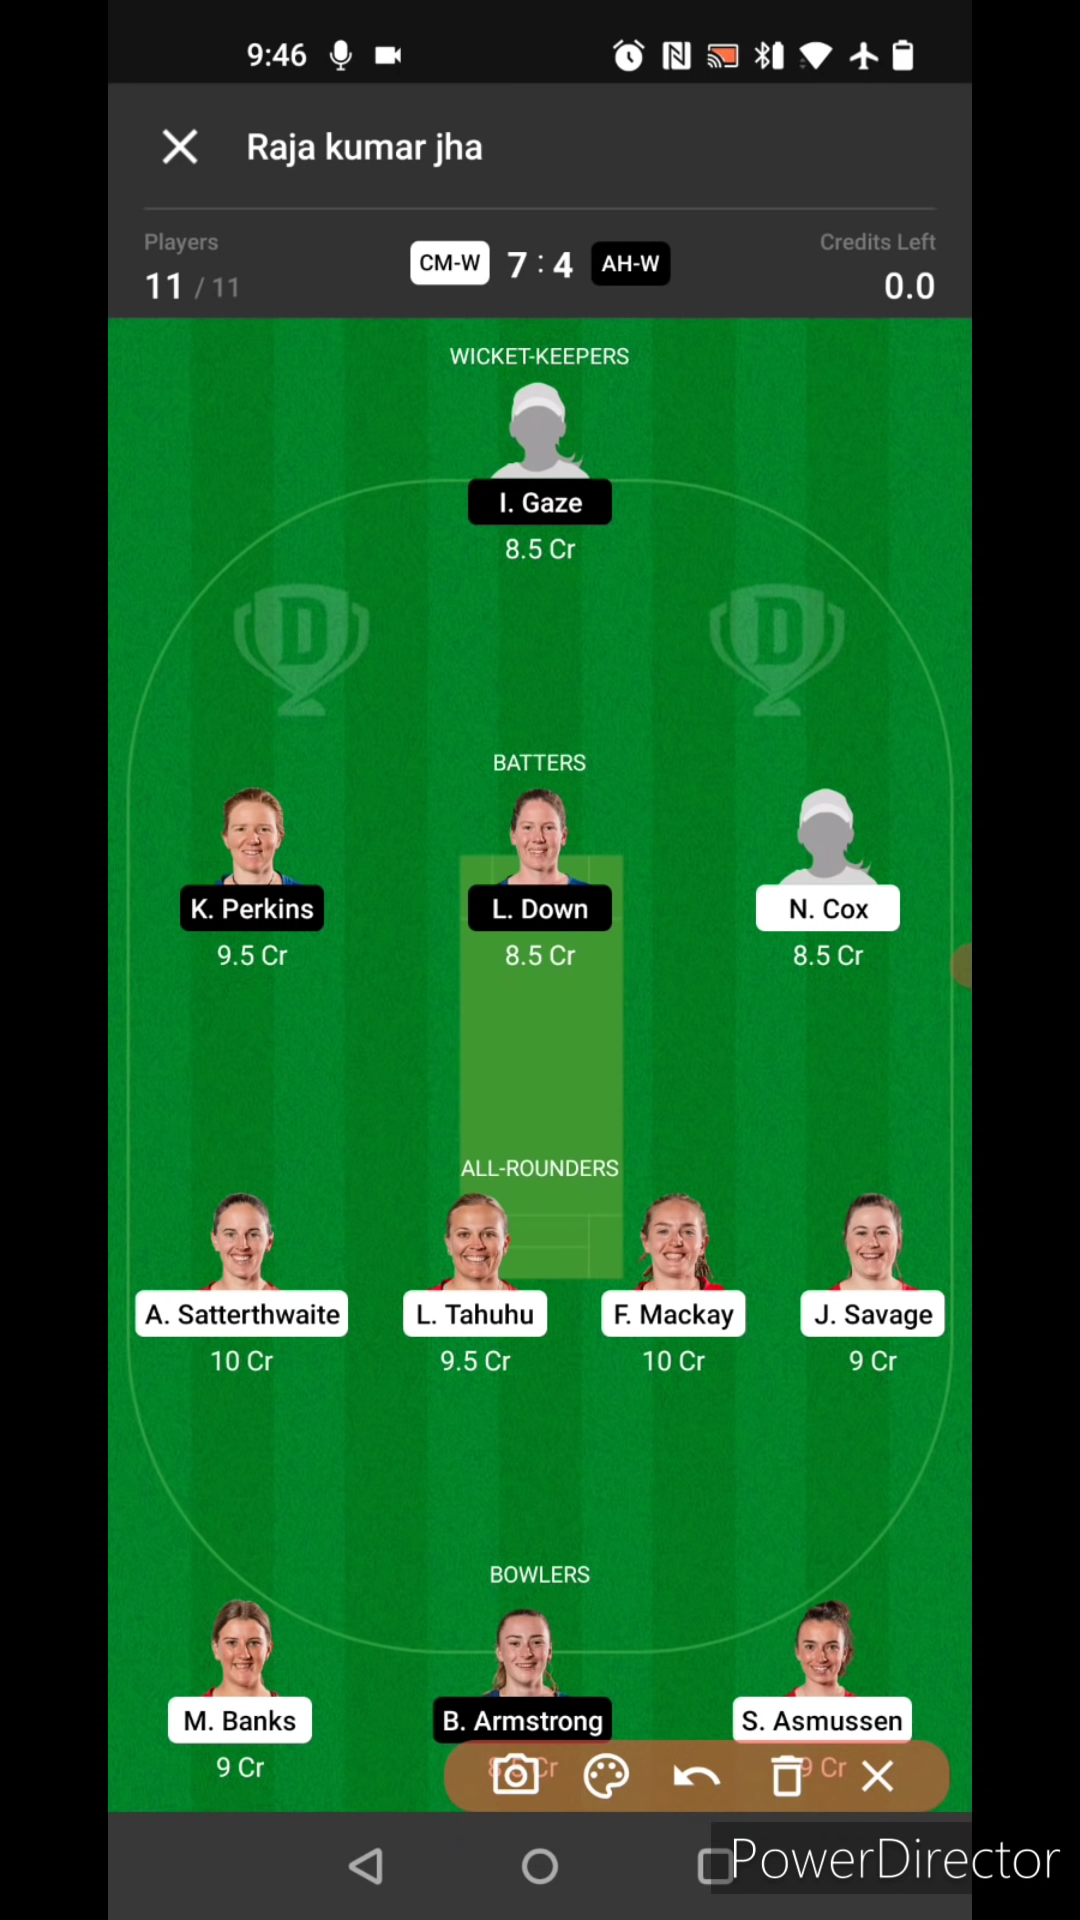 9:46
Raja kumar jha
Players
Credits Left
CM-W 7 : 4 AH-W
11 / 11
0.0
WICKET-KEEPERS
I. Gaze
8.5 Cr
D D
BATTERS
K. Perkins L. Down N. Cox
9.5 Cr 8.5 Cr 8.5 Cr
ALL-ROUNDERS
A. Satterthwaite L. Tahuhu F. Mackay J. Savage
10 Cr 9.5 Cr 10 Cr 9 Cr
BOWLERS
M. Banks B. Armstrong S. Asmussen
9 Cr Cr 9 Cr
PowerDirector